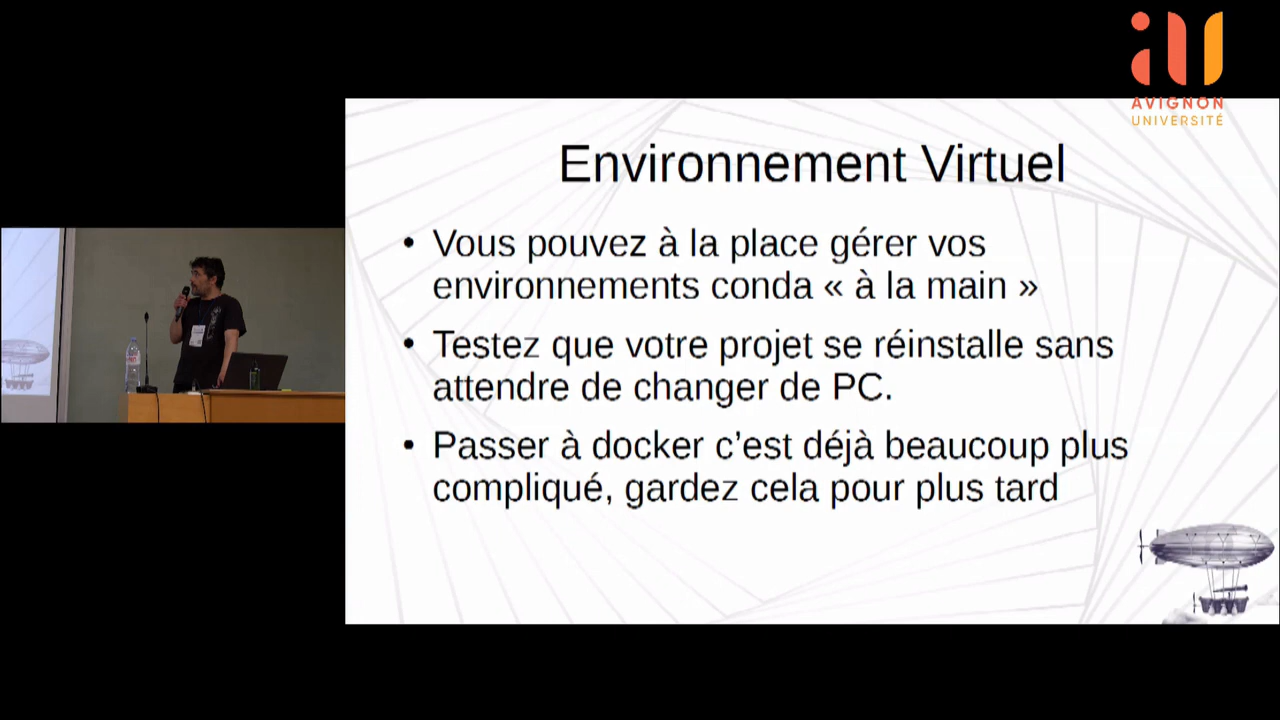 AVIGNON
UNIVERSITÉ
Environnement Virtuel
• Vous pouvez à la place gérer vos
environnements conda « à la main »
• Testez que votre projet se réinstalle sans
attendre de changer de PC.
• Passer à docker c’est déjà beaucoup plus
compliqué, gardez cela pour plus tard